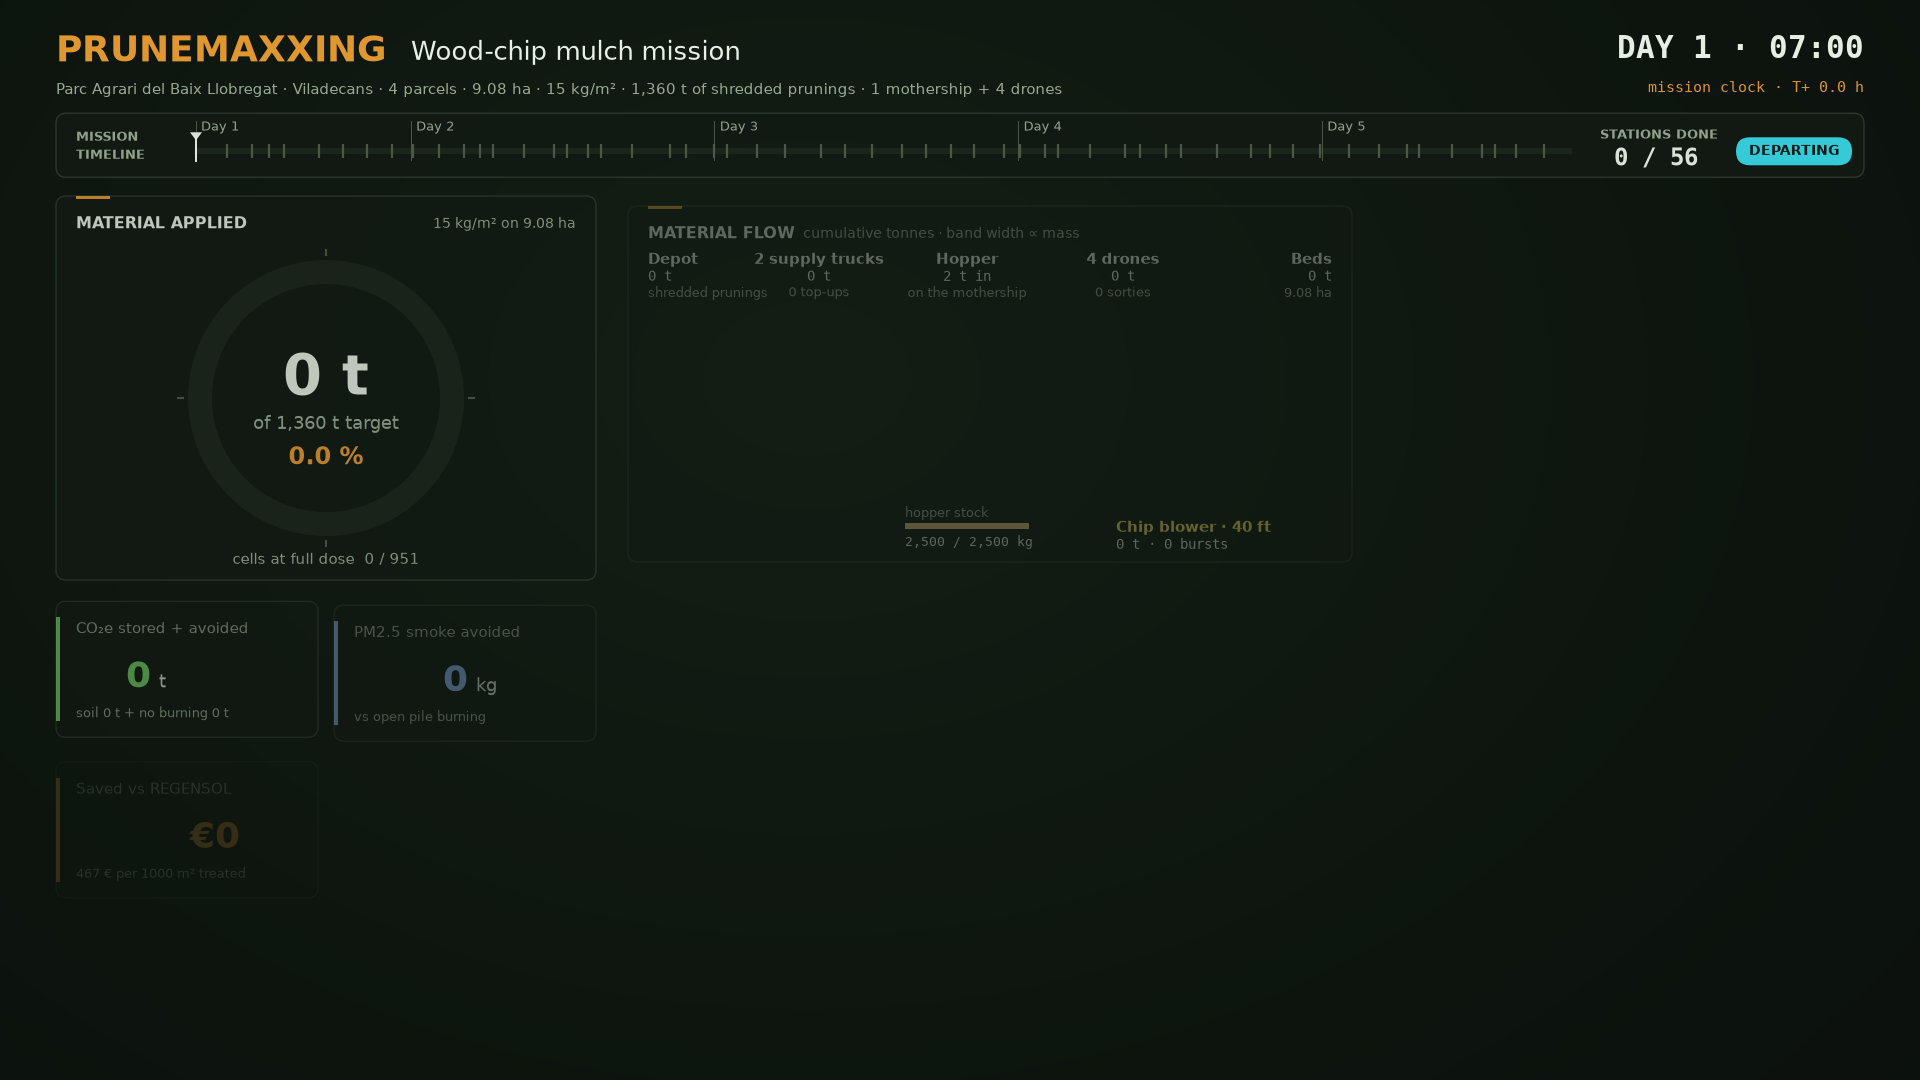 PRUNEMAXXING Wood-chip mulch mission
DAY 1 · 07:00
Parc Agrari del Baix Llobregat · Viladecans · 4 parcels · 9.08 ha · 15 kg/m² · 1,360 t of shredded prunings · 1 mothership + 4 drones
mission clock · T+ 0.0 h
MISSION TIMELINE
Day 1 Day 2 Day 3 Day 4 Day 5
STATIONS DONE
0 / 56
DEPARTING
MATERIAL APPLIED 15 kg/m² on 9.08 ha
0 t
of 1,360 t target
0.0 %
cells at full dose 0 / 951
MATERIAL FLOW cumulative tonnes · band width ∝ mass
Depot 2 supply trucks Hopper 4 drones Beds
0 t 0 t 2 t in 0 t 0 t
shredded prunings 0 top-ups on the mothership 0 sorties 9.08 ha
hopper stock
2,500 / 2,500 kg
Chip blower · 40 ft
0 t · 0 bursts
CO₂e stored + avoided
0 t
soil 0 t + no burning 0 t
PM2.5 smoke avoided
0 kg
vs open pile burning
Saved vs REGENSOL
€0
467 € per 1000 m² treated